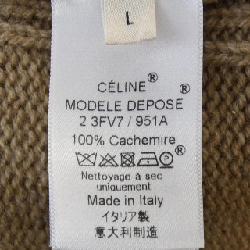 L
CÉLINE®
MODELE DEPOSE®
2 3FV7 / 951A
100% Cachemire
Nettoyage à sec
uniquement
Made in Italy
イタリア製
意大利制造